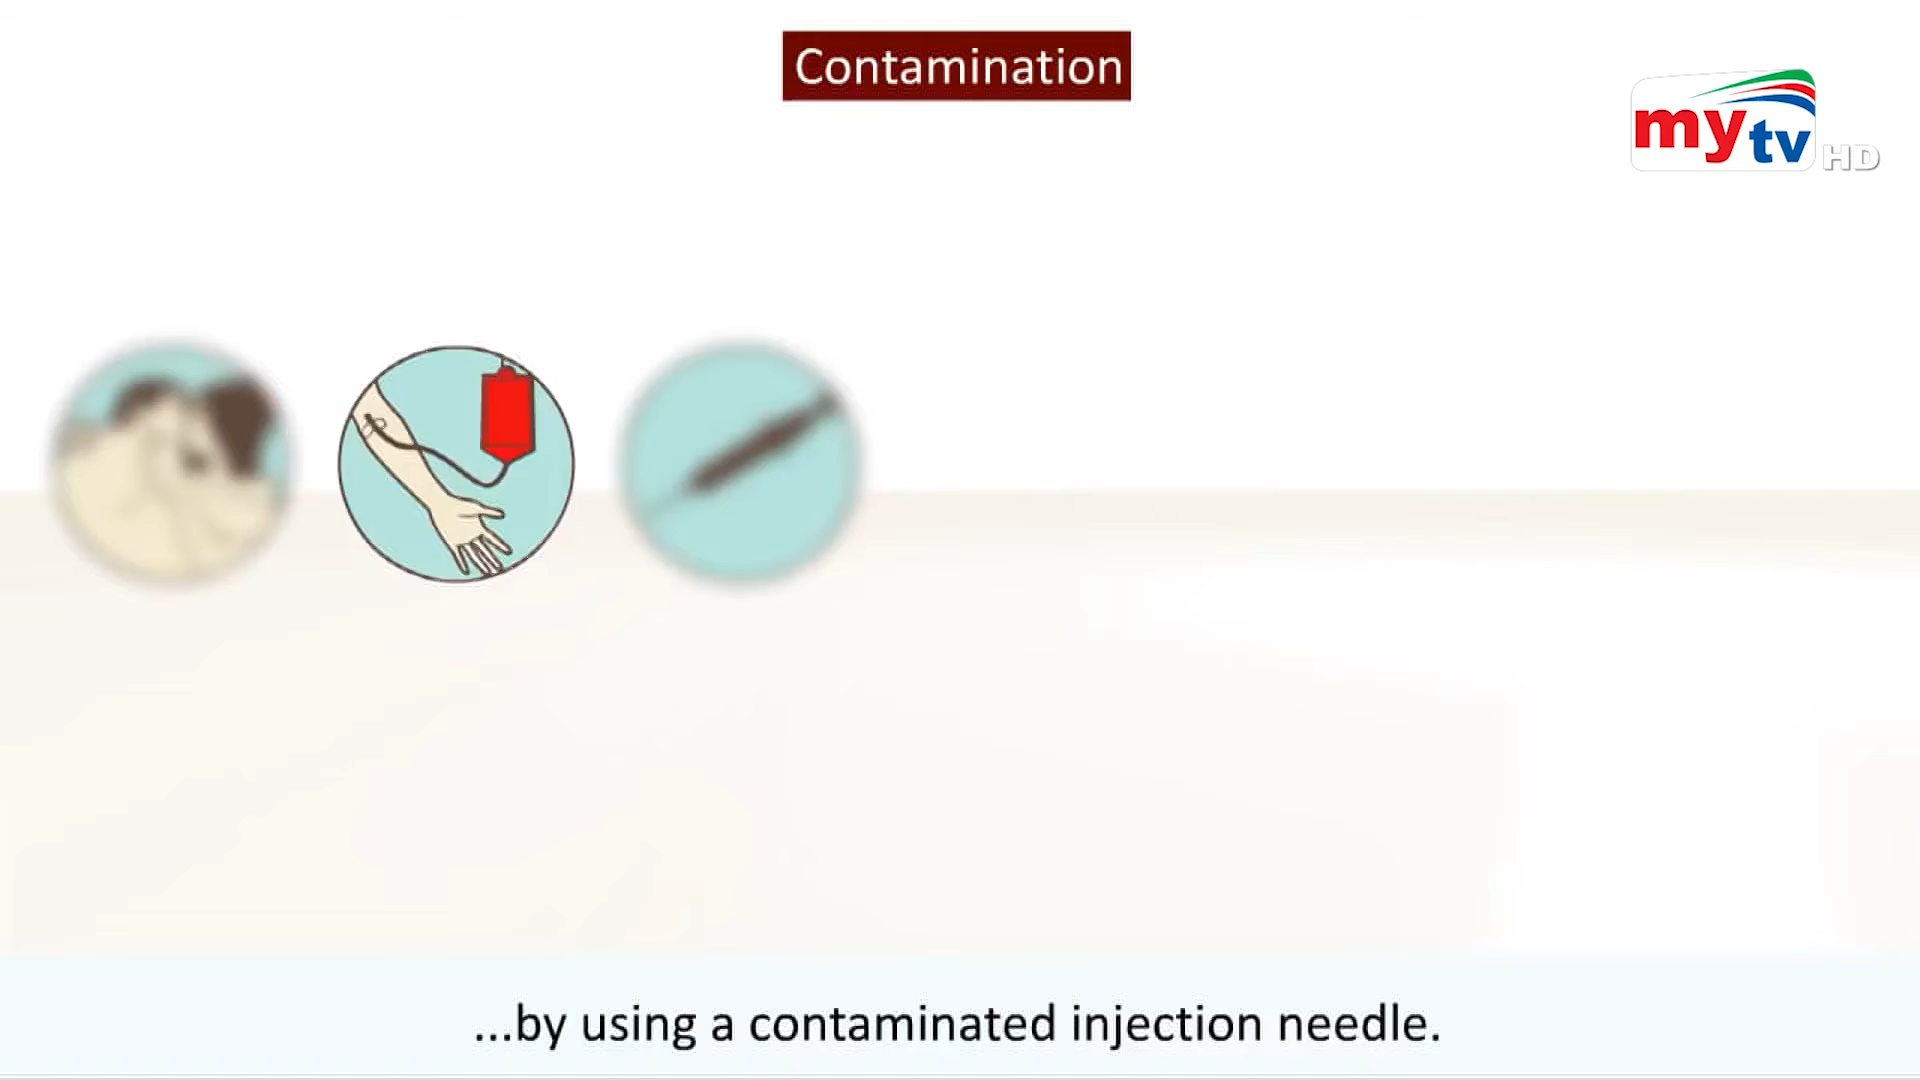 Contamination
mytv HD
...by using a contaminated injection needle.